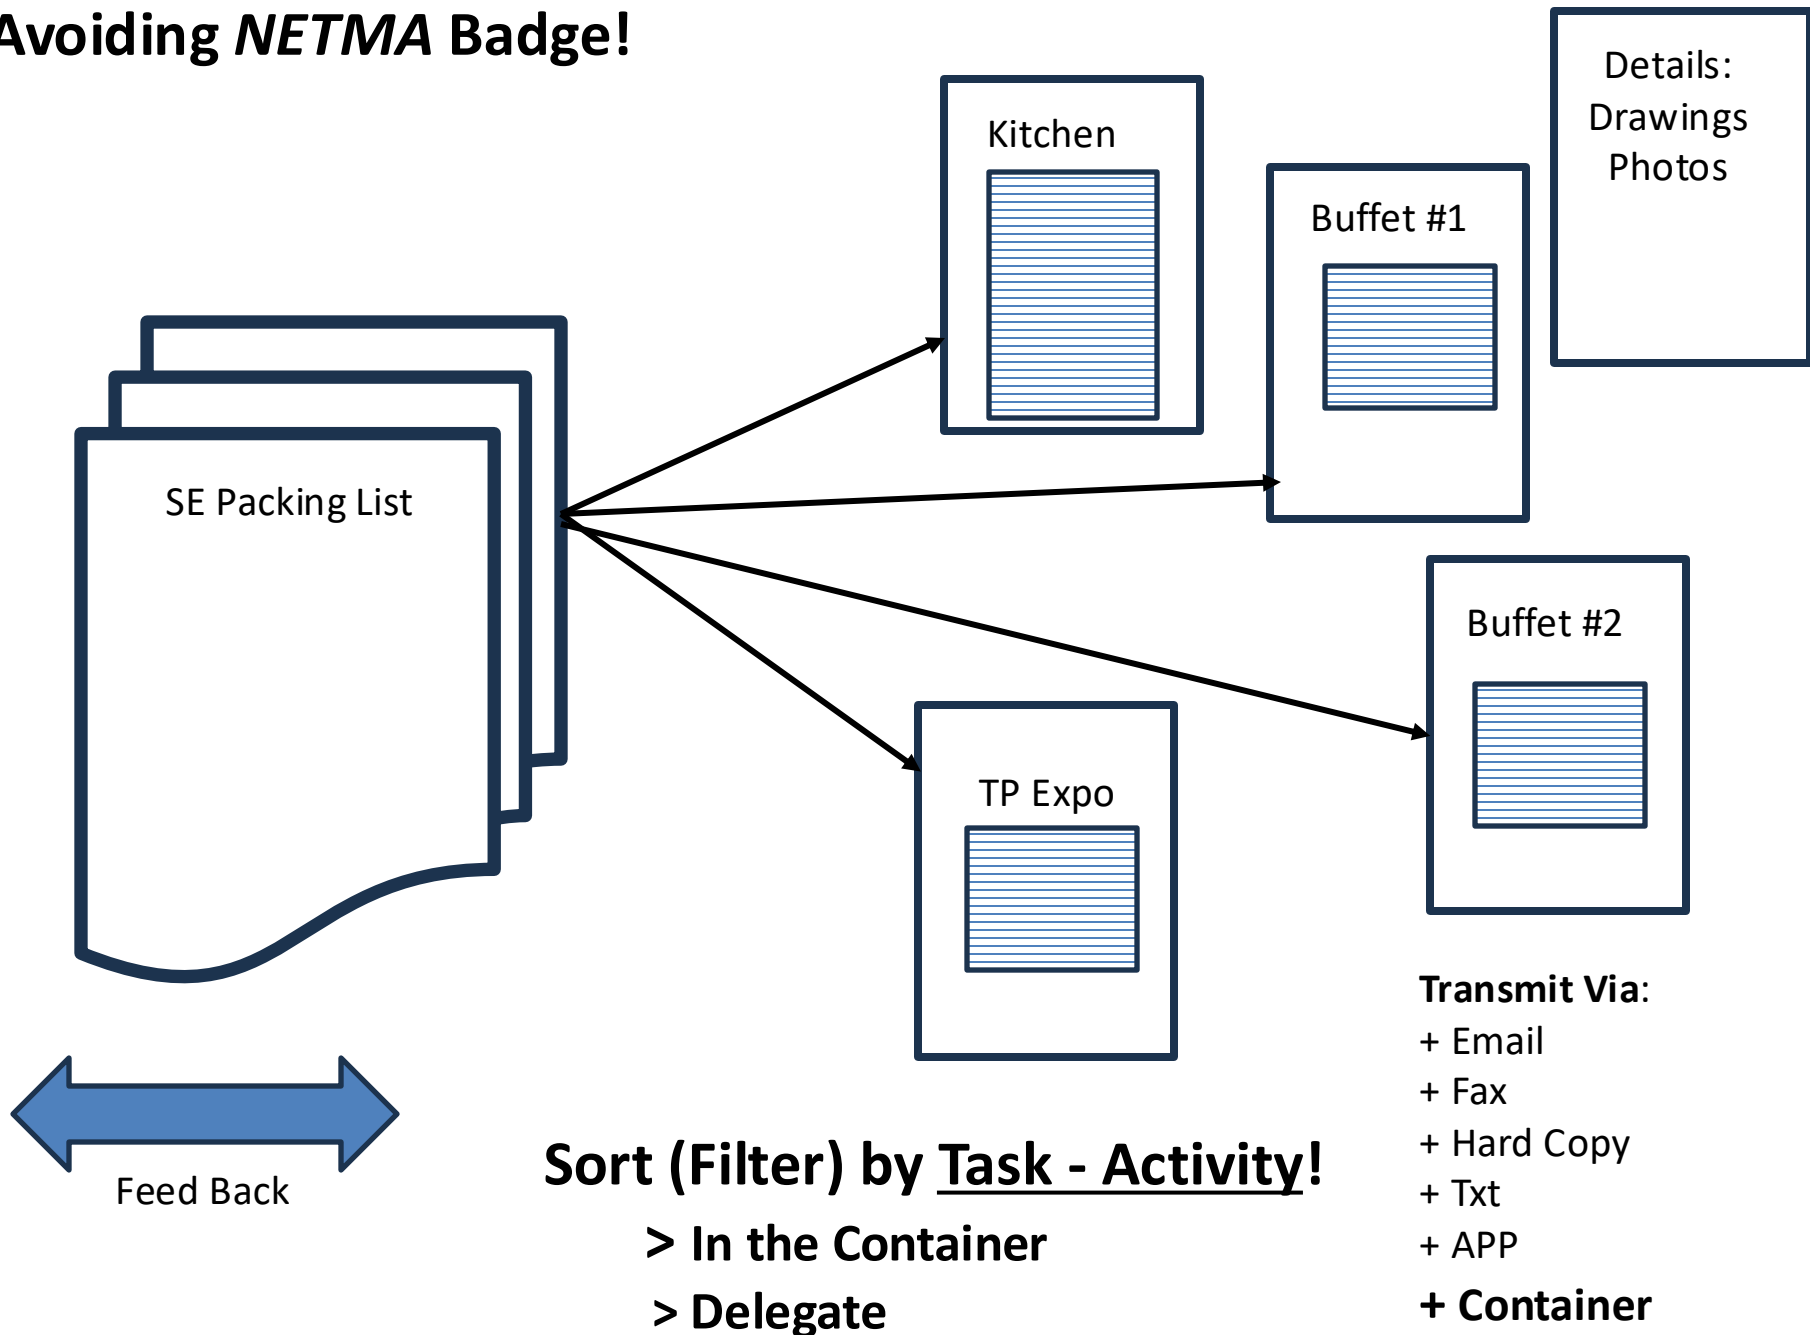 Avoiding NETMA Badge!
Details:
Drawings
Photos
Kitchen
Buffet #1
SE Packing List
Buffet #2
TP Expo
Feed Back
Sort (Filter) by Task - Activity!
> In the Container
> Delegate
Transmit Via:
+ Email
+ Fax
+ Hard Copy
+ Txt
+ APP
+ Container